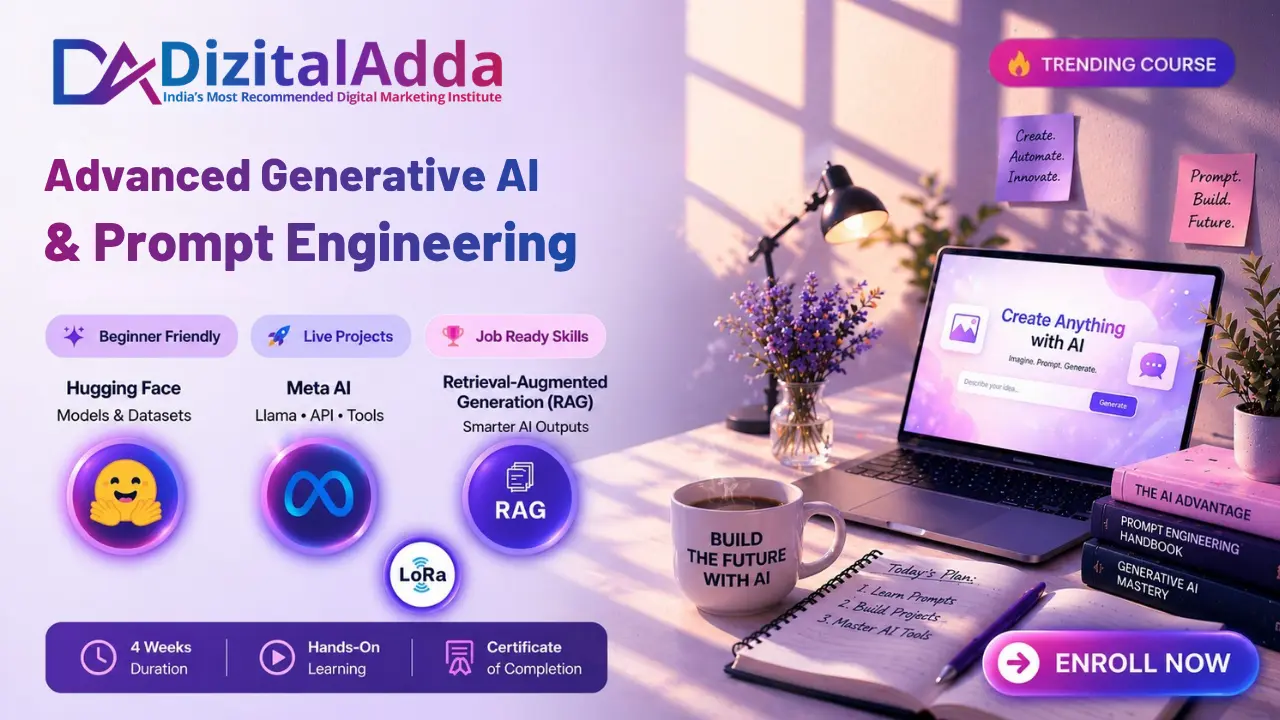 DA DizitalAdda
India's Most Recommended Digital Marketing Institute
TRENDING COURSE
Advanced Generative AI
& Prompt Engineering
Beginner Friendly
Live Projects
Job Ready Skills
Hugging Face
Models & Datasets
Meta AI
Llama • API • Tools
Retrieval-Augmented
Generation (RAG)
Smarter AI Outputs
RAG
LoRa
4 Weeks
Duration
Hands-On
Learning
Certificate
of Completion
Create.
Automate.
Innovate.
Prompt.
Build.
Future.
Create Anything
with AI
Imagine. Prompt. Generate.
Describe your idea...
Generate
THE AI ADVANTAGE
PROMPT ENGINEERING
HANDBOOK
GENERATIVE AI
MASTERY
BUILD
THE FUTURE
WITH AI
Today's Plan:
1. Learn Prompts
2. Build Projects
3. Master AI Tools
ENROLL NOW